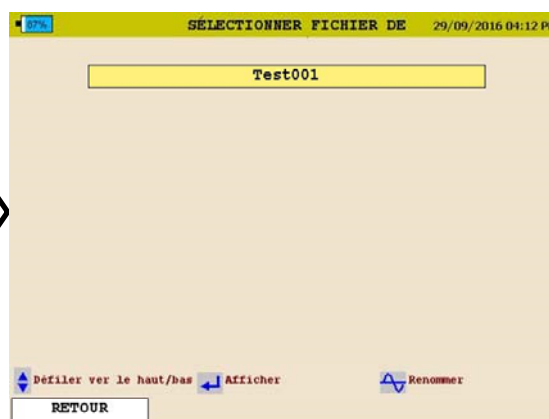 87% SÉLECTIONNER FICHIER DE 29/09/2016 04:12 P
Test001
Défiler ver le haut/bas Afficher Renommer
RETOUR